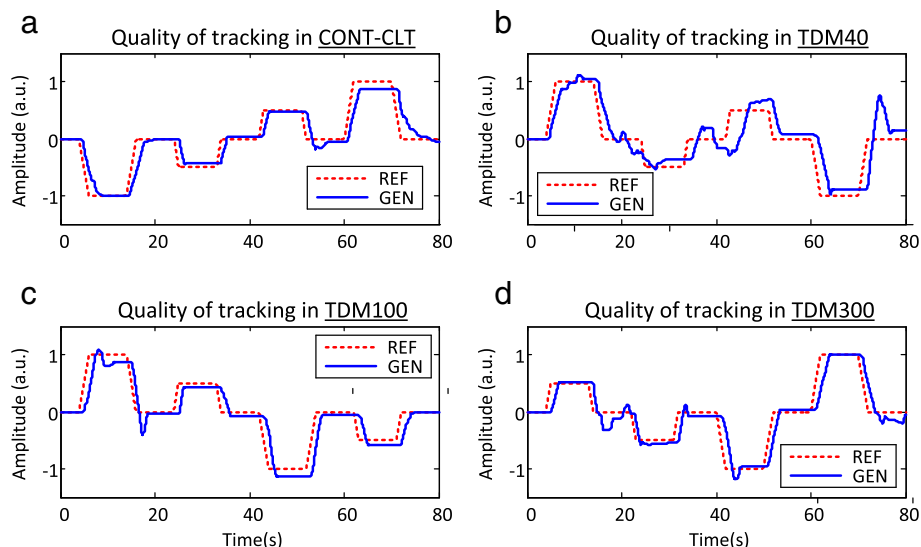 a
Quality of tracking in CONT-CLT
Amplitude (a.u.)
1
0
-1
REF
GEN
0 20 40 60 80
b
Quality of tracking in TDM40
Amplitude (a.u.)
1
0
-1
REF
GEN
0 20 40 60 80
c
Quality of tracking in TDM100
Amplitude (a.u.)
1
0
-1
REF
GEN
0 20 40 60 80
Time(s)
d
Quality of tracking in TDM300
Amplitude (a.u.)
1
0
-1
REF
GEN
0 20 40 60 80
Time(s)